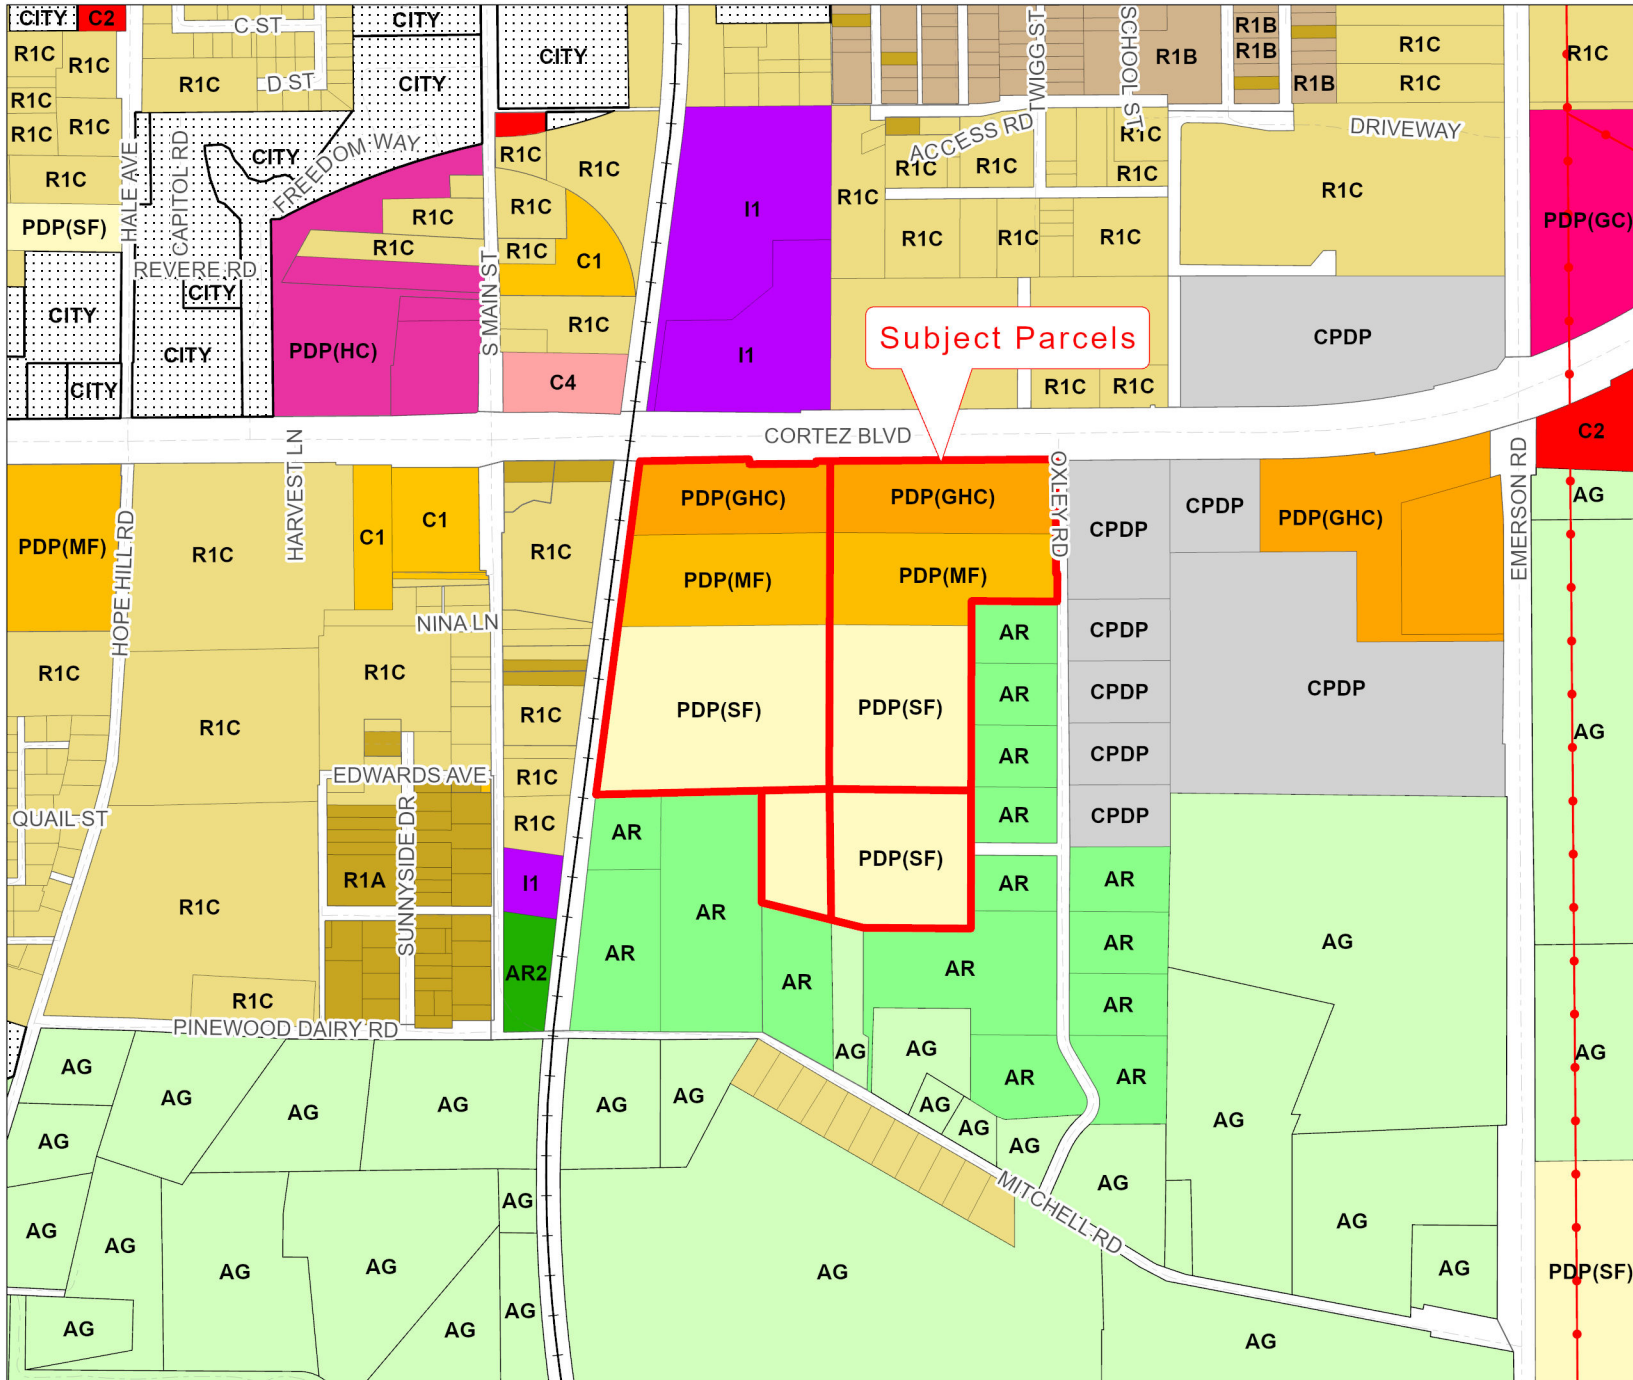 CITY
C2
CITY
C ST
R1C
R1C
R1C
D ST
CITY
CITY
R1C
R1C
R1C
R1C
PDP(SF)
HALE AVE
CAPITOL RD
CITY
FREEDOM WAY
REVERE RD
CITY
CITY
CITY
CITY
R1C
R1C
PDP(HC)
S MAIN ST
R1C
R1C
R1C
R1C
C1
R1C
C4
I1
I1
TWIGG ST
SCHOOL ST
R1B
R1B
R1B
R1B
R1C
R1C
R1C
ACCESS RD
R1C
R1C
R1C
R1C
R1C
DRIVEWAY
R1C
R1C
R1C
R1C
PDP(GC)
CPDP
Subject Parcels
R1C
R1C
CORTEZ BLVD
C2
PDP(MF)
HOPE HILL RD
R1C
HARVEST LN
C1
C1
R1C
PDP(GHC)
PDP(GHC)
OXLEY RD
CPDP
CPDP
PDP(GHC)
EMERSON RD
AG
PDP(MF)
PDP(MF)
NINA LN
AR
CPDP
R1C
R1C
R1C
R1C
PDP(SF)
PDP(SF)
AR
CPDP
CPDP
AG
EDWARDS AVE
R1C
AR
CPDP
QUAIL ST
SUNNYSIDE DR
R1C
AR
PDP(SF)
AR
CPDP
R1A
I1
AR
AR
R1C
AR
AR
AG
AR2
AR
AR
AR
AR
R1C
PINEWOOD DAIRY RD
AG
AG
AG
AR
AR
AG
AG
AG
AG
AG
AG
AG
AG
AG
AG
AG
AG
AG
MITCHELL RD
AG
AG
AG
AG
AG
AG
AG
AG
AG
PDP(SF)
AG
AG
AG
AG